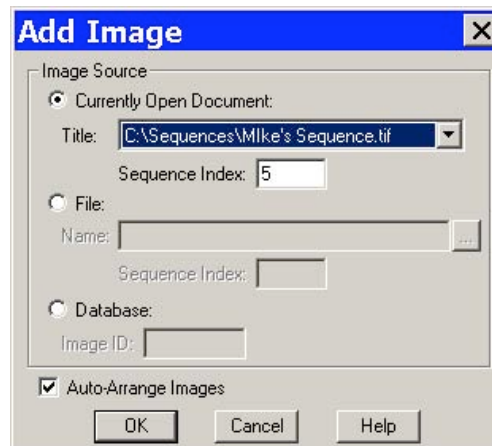 Add Image
Image Source
Currently Open Document:
Title: C:\Sequences\MIke's Sequence.tif
Sequence Index: 5
File:
Name: ...
Sequence Index:
Database:
Image ID:
Auto-Arrange Images
OK Cancel Help